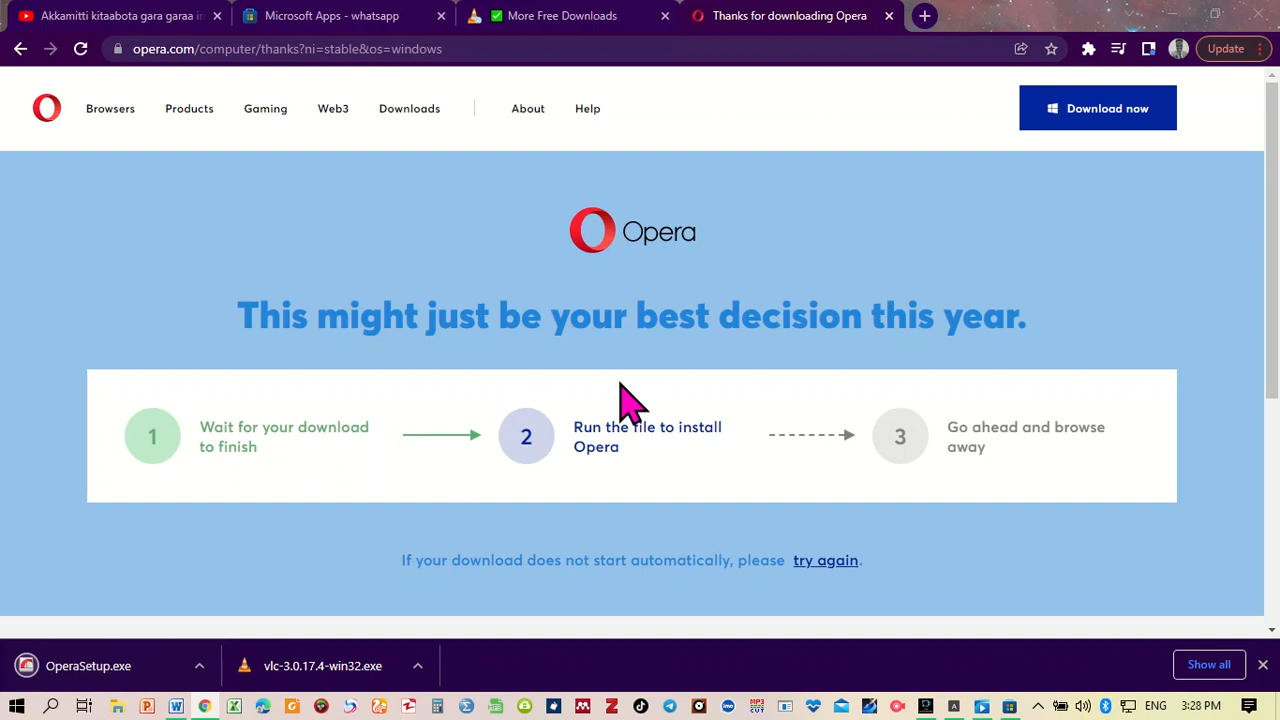 Akkamitti kitaabota gara garaa in
Microsoft Apps - whatsapp
More Free Downloads
Thanks for downloading Opera
opera.com/computer/thanks?ni=stable&os=windows
Update
Browsers
Products
Gaming
Web3
Downloads
About
Help
Download now
Opera
This might just be your best decision this year.
1
Wait for your download
to finish
2
Run the file to install
Opera
3
Go ahead and browse
away
If your download does not start automatically, please try again.
OperaSetup.exe
vlc-3.0.17.4-win32.exe
Show all
ENG
3:28 PM